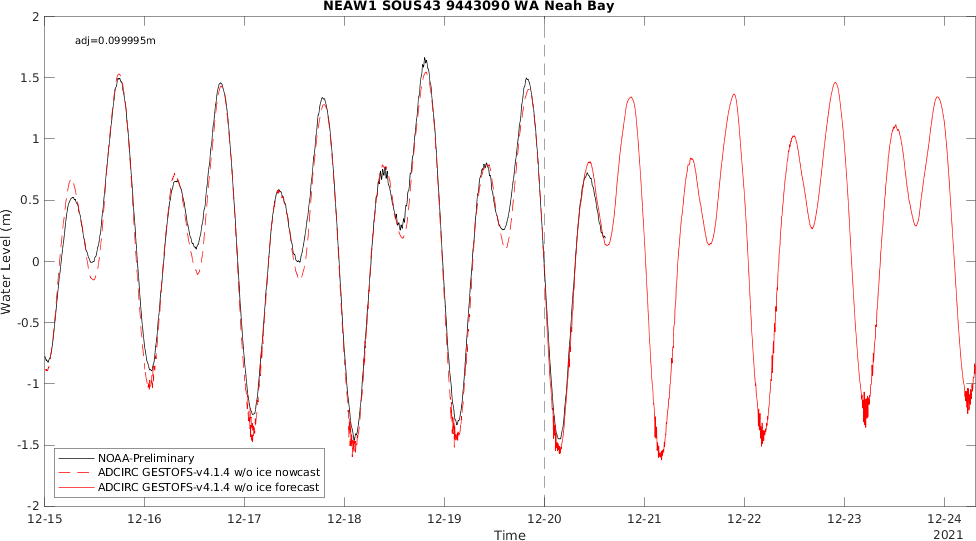 NEAW1 SOUS43 9443090 WA Neah Bay
adj=0.099995m
2
1.5
1
0.5
0
-0.5
-1
-1.5
-2
Water Level (m)
NOAA-Preliminary
ADCIRC GESTOFS-v4.1.4 w/o ice nowcast
ADCIRC GESTOFS-v4.1.4 w/o ice forecast
12-15 12-16 12-17 12-18 12-19 12-20 12-21 12-22 12-23 12-24
Time
2021